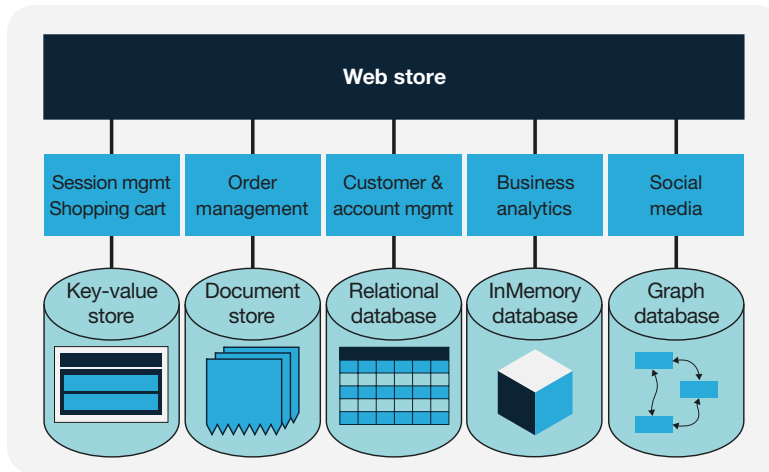 Web store
Session mgmt
Shopping cart
Order
management
Customer &
account mgmt
Business
analytics
Social
media
Key-value
store
Document
store
Relational
database
InMemory
database
Graph
database